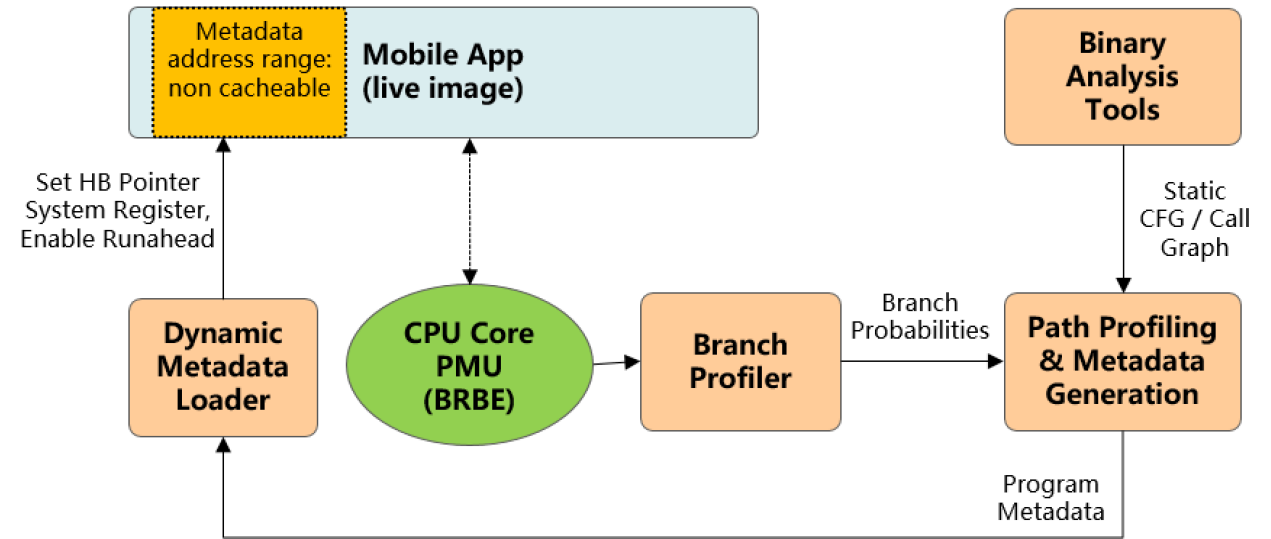 Metadata
address range:
non cacheable
Mobile App
(live image)
Binary
Analysis
Tools
Set HB Pointer
System Register,
Enable Runahead
Static
CFG / Call
Graph
Dynamic
Metadata
Loader
CPU Core
PMU
(BRBE)
Branch
Profiler
Branch
Probabilities
Path Profiling
& Metadata
Generation
Program
Metadata